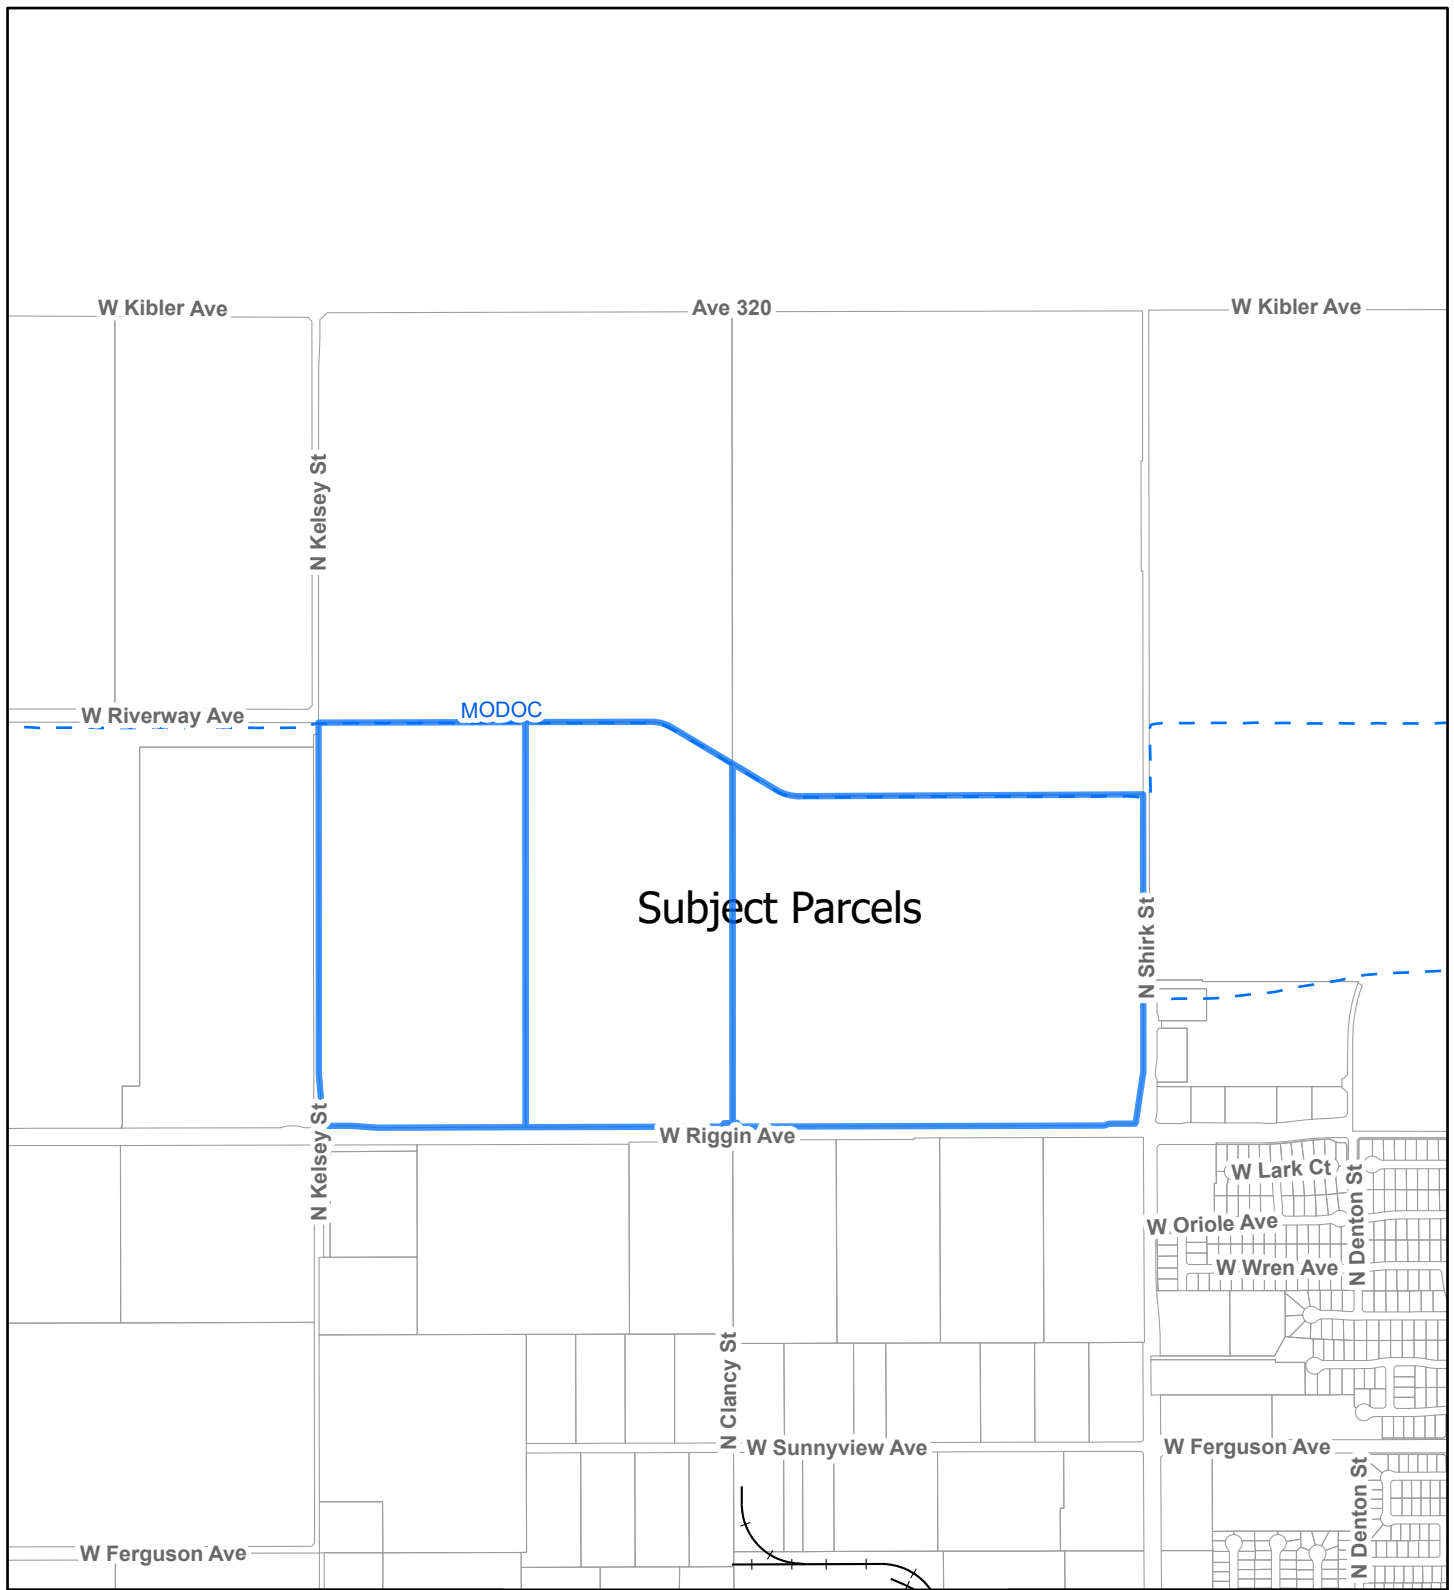 W Kibler Ave
Ave 320
W Kibler Ave
N Kelsey St
W Riverway Ave
MODOC
Subject Parcels
N Shirk St
N Kelsey St
W Riggin Ave
W Lark Ct
N Denton St
W Oriole Ave
W Wren Ave
N Clancy St
W Sunnyview Ave
W Ferguson Ave
N Denton St
W Ferguson Ave